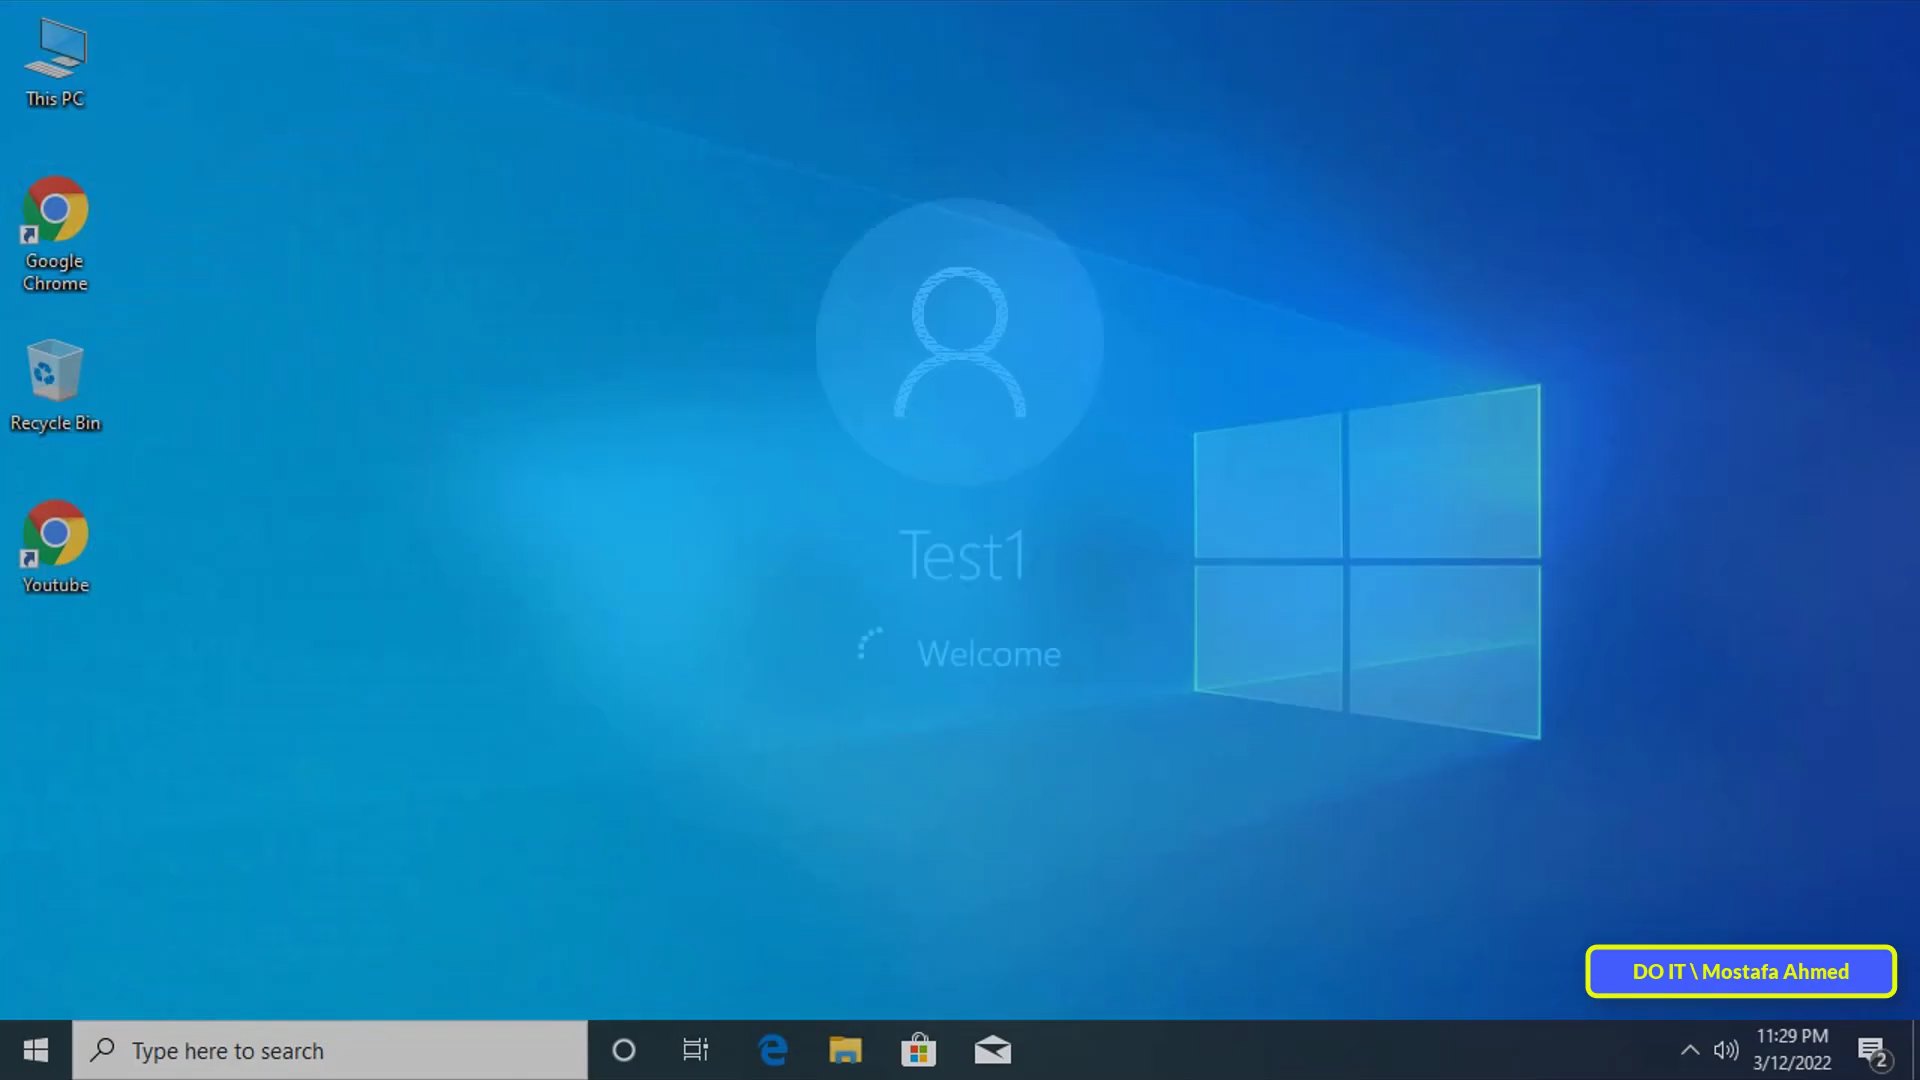 This PC
Google
Chrome
Recycle Bin
Youtube
Test1
Welcome
DO IT \ Mostafa Ahmed
Type here to search
11:29 PM
3/12/2022
2